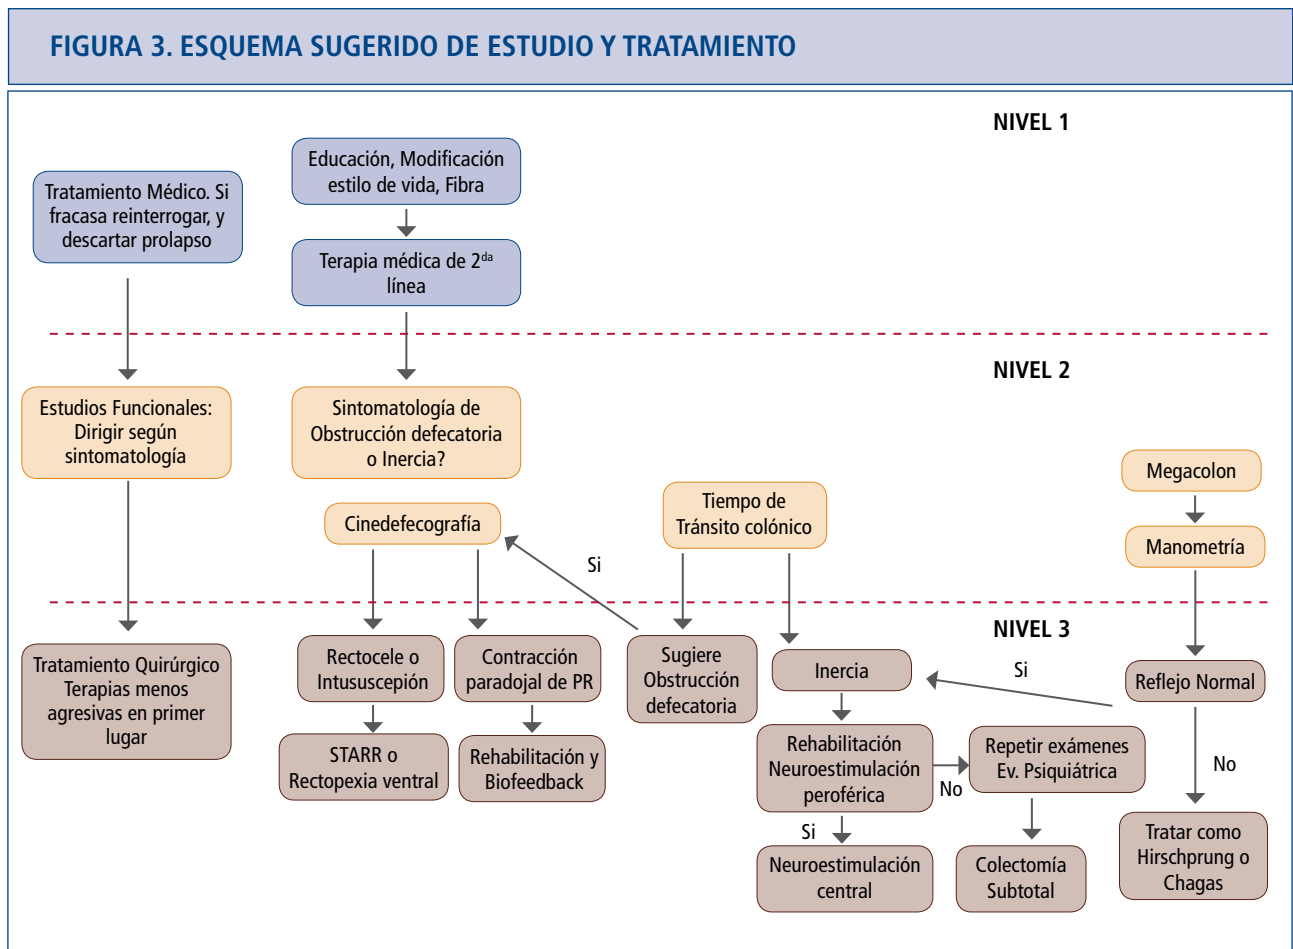 FIGURA 3. ESQUEMA SUGERIDO DE ESTUDIO Y TRATAMIENTO
NIVEL 1
Tratamiento Médico. Si
fracasa reinterrogar, y
descartar prolapso
Educación, Modificación
estilo de vida, Fibra
Terapia médica de 2da
línea
NIVEL 2
Estudios Funcionales:
Dirigir según
sintomatología
Sintomatología de
Obstrucción defecatoria
o Inercia?
Cinedefecografía
Si
Tiempo de
Tránsito colónico
Megacolon
Manometría
NIVEL 3
Tratamiento Quirúrgico
Terapias menos
agresivas en primer
lugar
Rectocele o
Intususcepión
STARR o
Rectopexia ventral
Contracción
paradojal de PR
Rehabilitación y
Biofeedback
Sugiere
Obstrucción
defecatoria
Inercia
Si
Reflejo Normal
Rehabilitación
Neuroestimulación
peroférica
No
Repetir exámenes
Ev. Psiquiátrica
No
Si
Neuroestimulación
central
Colectomía
Subtotal
Tratar como
Hirschprung o
Chagas